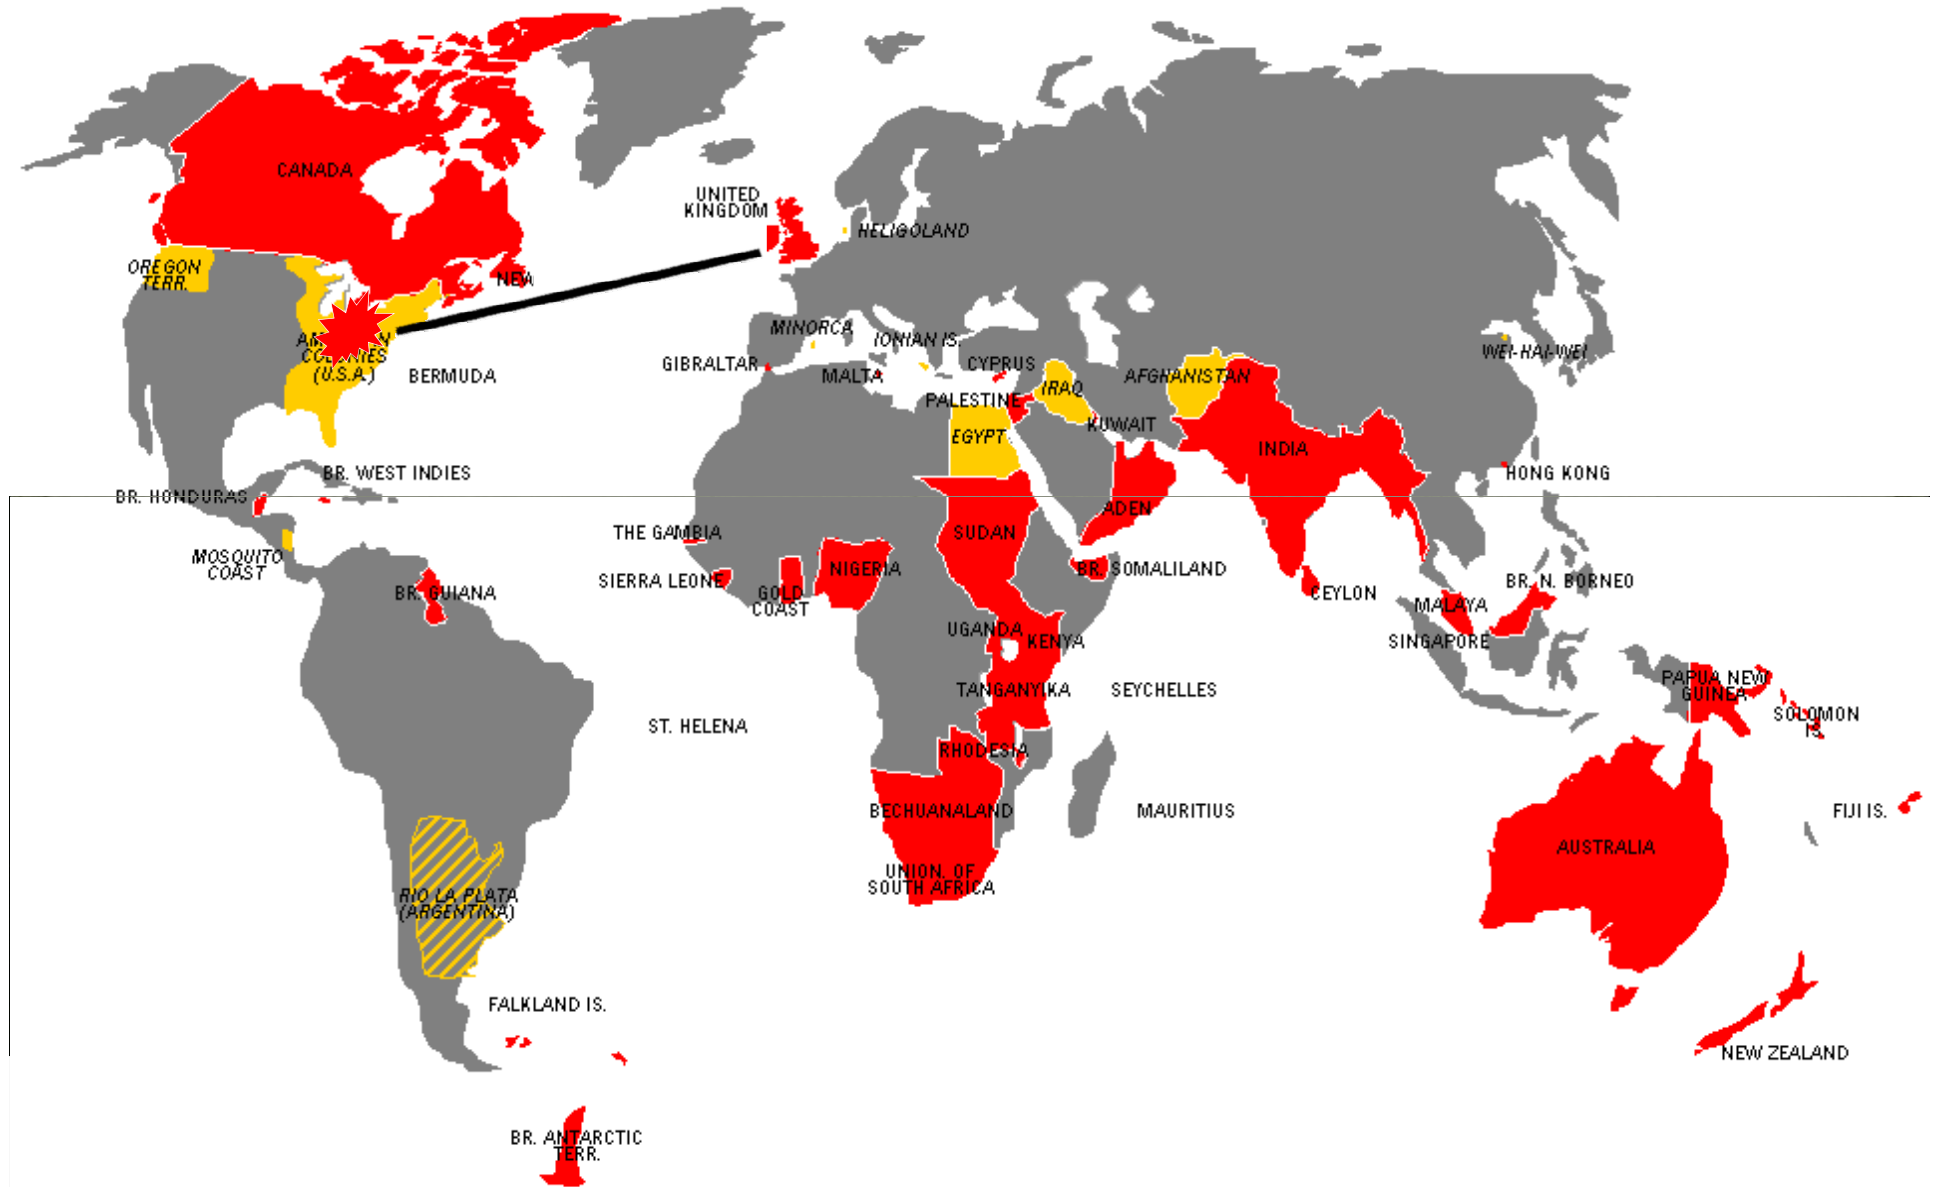 CANADA
UNITED
KINGDOM
HELIGOLAND
OREGON
TERR.
NEW
MINORCA
IONIAN IS.
(U.S.A.)
BERMUDA
GIBRALTAR
MALTA
CYPRUS
PALESTINE
IRAQ
AFGHANISTAN
WEI-HAI-WEI
EGYPT
KUWAIT
INDIA
HONG KONG
BR. WEST INDIES
BR. HONDURAS
ADEN
THE GAMBIA
SUDAN
MOSQUITO
COAST
SIERRA LEONE
GOLD
COAST
NIGERIA
BR. SOMALILAND
CEYLON
BR. N. BORNEO
BR. GUIANA
MALAYA
SINGAPORE
UGANDA
KENYA
TANGANYIKA
SEYCHELLES
PAPUA NEW
GUINEA
SOLOMON
IS.
ST. HELENA
RHODESIA
BECHUANALAND
MAURITIUS
FIJI IS.
AUSTRALIA
UNION. OF
SOUTH AFRICA
RIO LA PLATA
(ARGENTINA)
FALKLAND IS.
NEW ZEALAND
BR. ANTARCTIC
TERR.